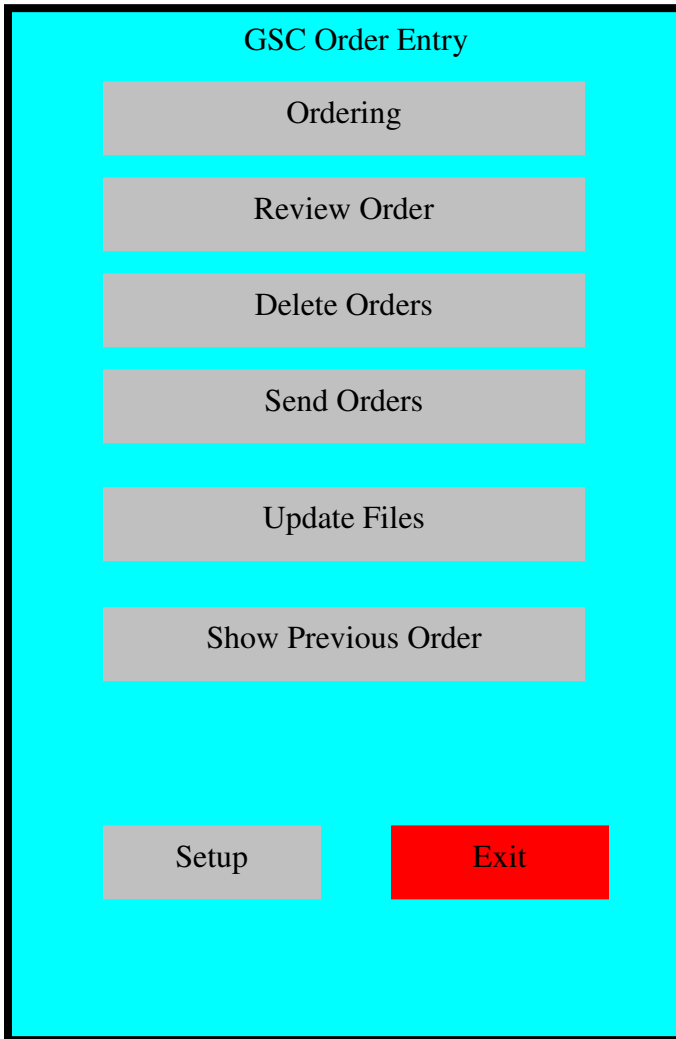 GSC Order Entry
Ordering
Review Order
Delete Orders
Send Orders
Update Files
Show Previous Order
Setup
Exit